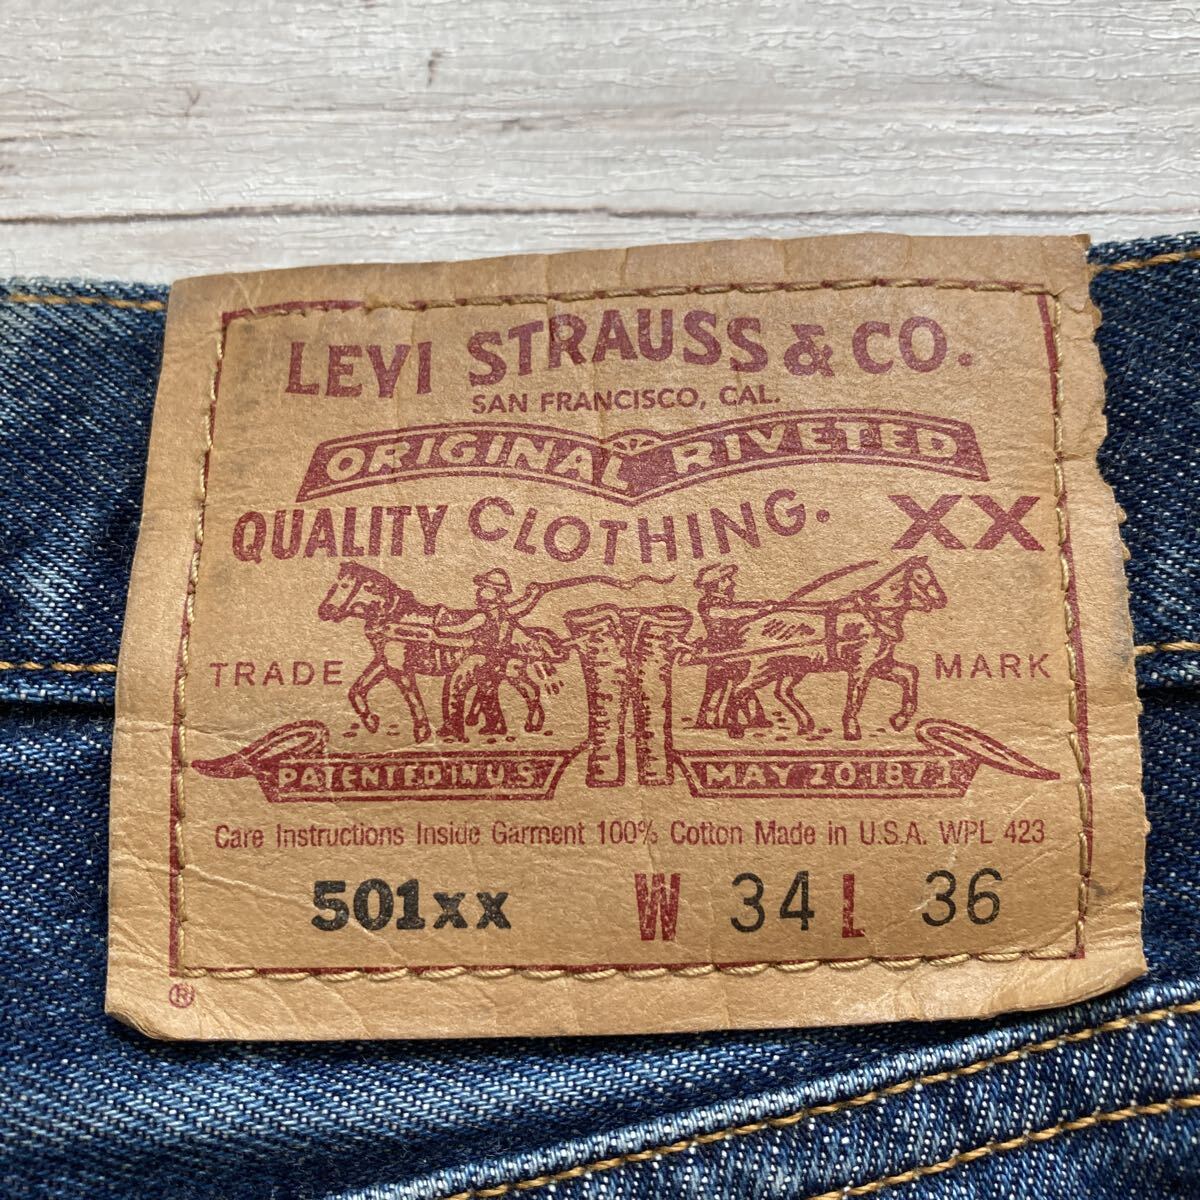 LEVI STRAUSS & CO.
SAN FRANCISCO, CAL.
ORIGINAL RIVETED
QUALITY CLOTHING. XX
TRADE MARK
PATENTED IN U.S. MAY 20 1873
Care Instructions Inside Garment 100% Cotton Made in U.S.A. WPL 423
501xx W 34 L 36
®